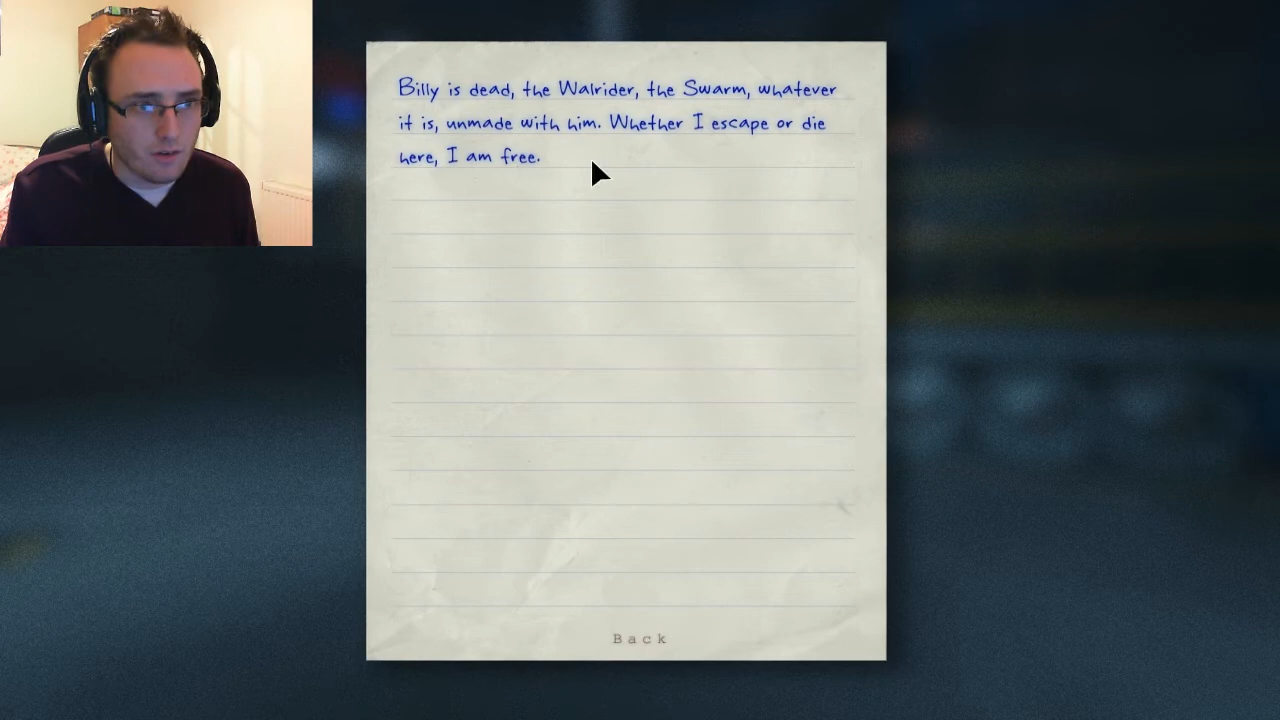 Billy is dead, the Walrider, the Swarm, whatever
it is, unmade with him. Whether I escape or die
here, I am free.
Back